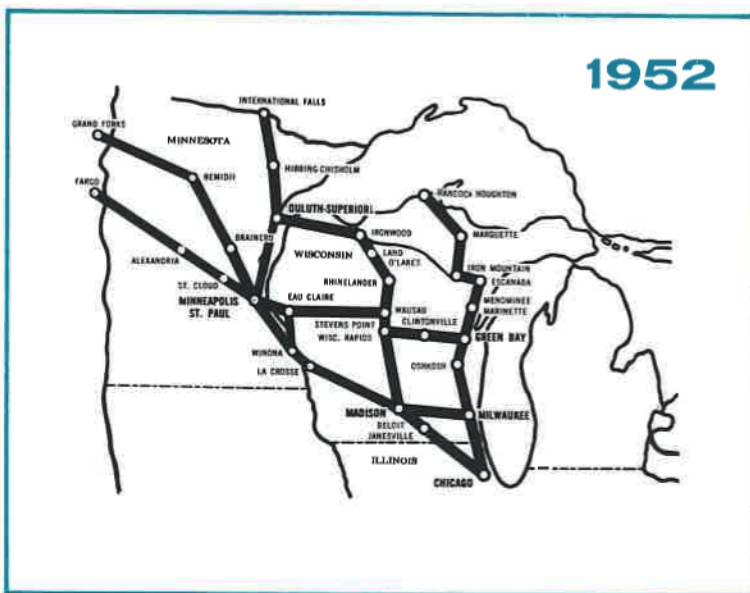 1952
INTERNATIONAL FALLS
GRAND FORKS
MINNESOTA
HIBBING-CHISHOLM
BEMIDJI
FARGO
HANCOCK HOUGHTON
DULUTH-SUPERIOR
IRONWOOD
MARQUETTE
BRAINERD
WISCONSIN
LAND
O'LAKES
ALEXANDRIA
IRON MOUNTAIN
ESCANABA
ST. CLOUD
RHINELANDER
MINNEAPOLIS
ST. PAUL
EAU CLAIRE
MENOMINEE
MARINETTE
WAUSAU
CLINTONVILLE
STEVENS POINT
WISC. RAPIDS
GREEN BAY
WINONA
OSHKOSH
LA CROSSE
MADISON
MILWAUKEE
BELOIT
JANESVILLE
ILLINOIS
CHICAGO